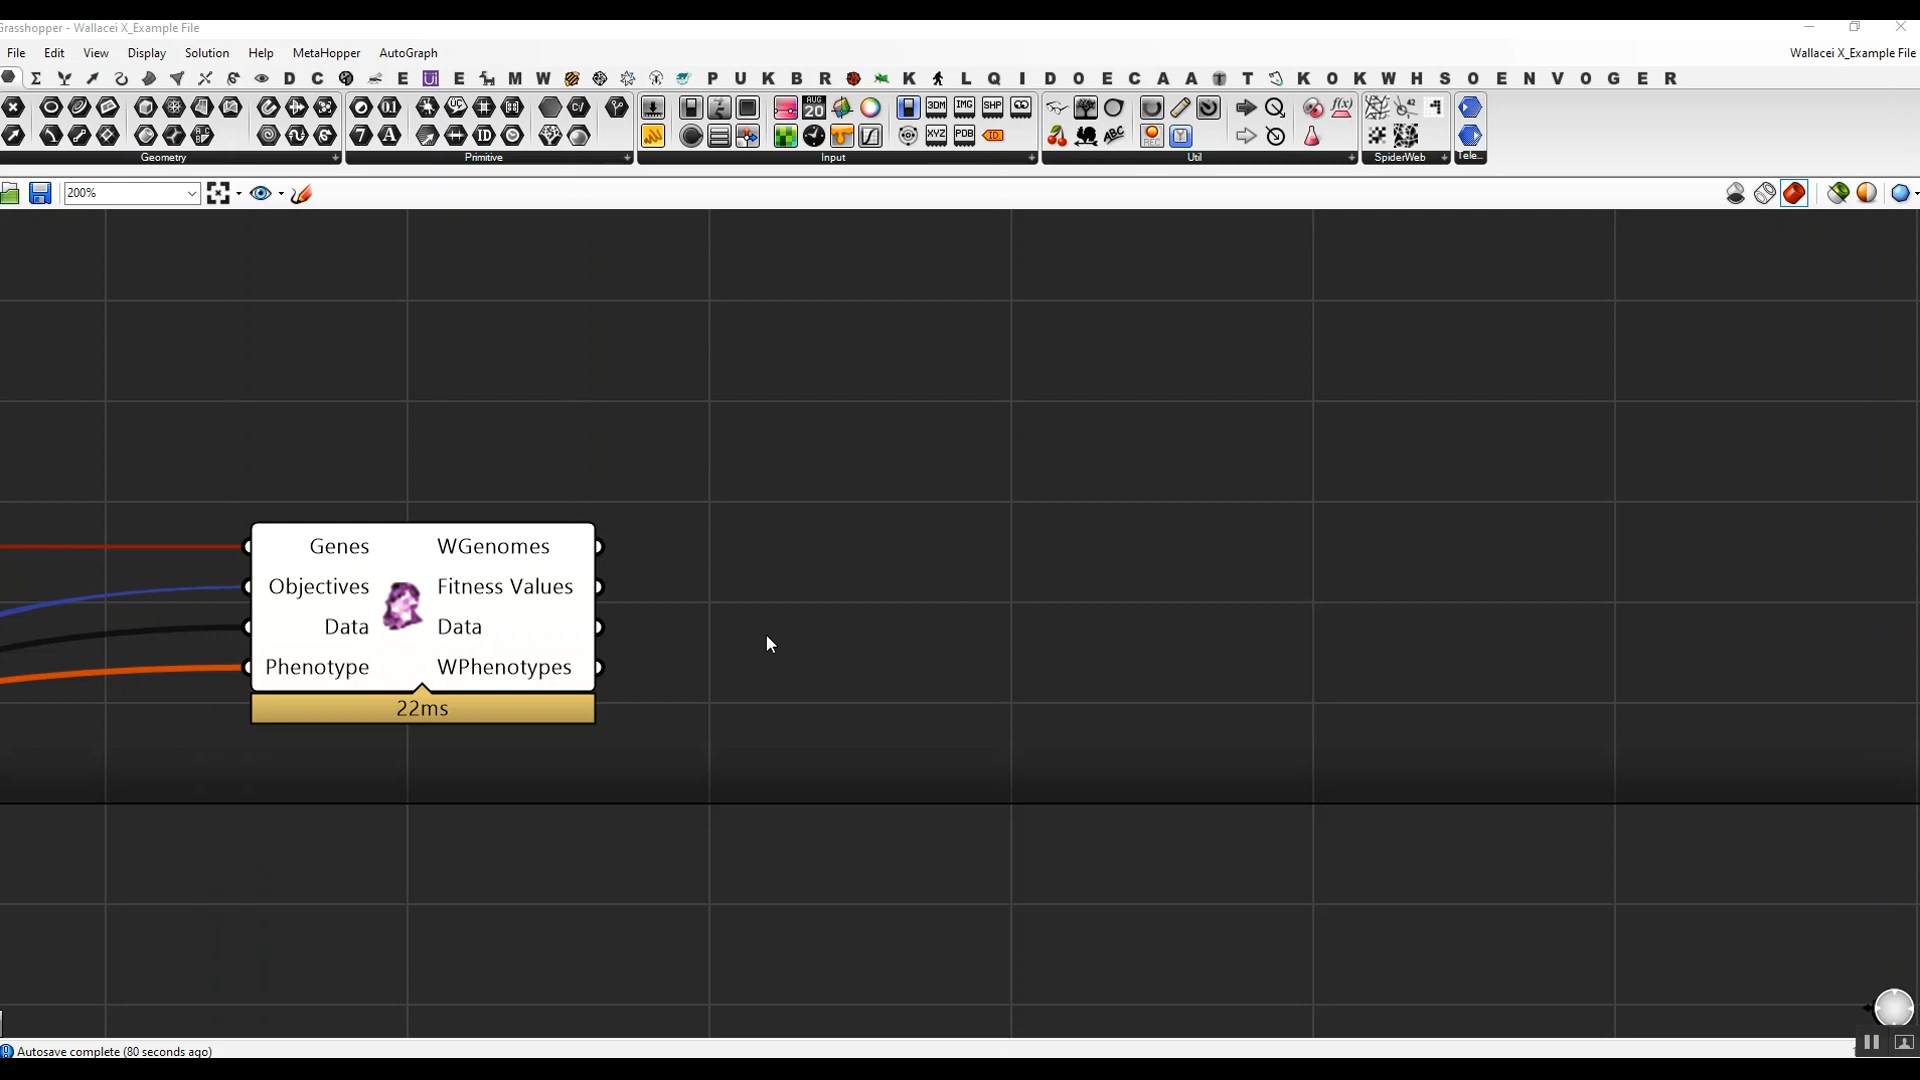 Grasshopper - Wallacei X_Example File
File Edit View Display Solution Help MetaHopper AutoGraph Wallacei X_Example File
D C E E M W P U K B R K L Q I D O E C A A T K O K W H S O E N V O G E R
Geometry Primitive Input Util SpiderWeb Tele...
200%
Genes WGenomes
Objectives Fitness Values
Data Data
Phenotype WPhenotypes
22ms
Autosave complete (80 seconds ago)